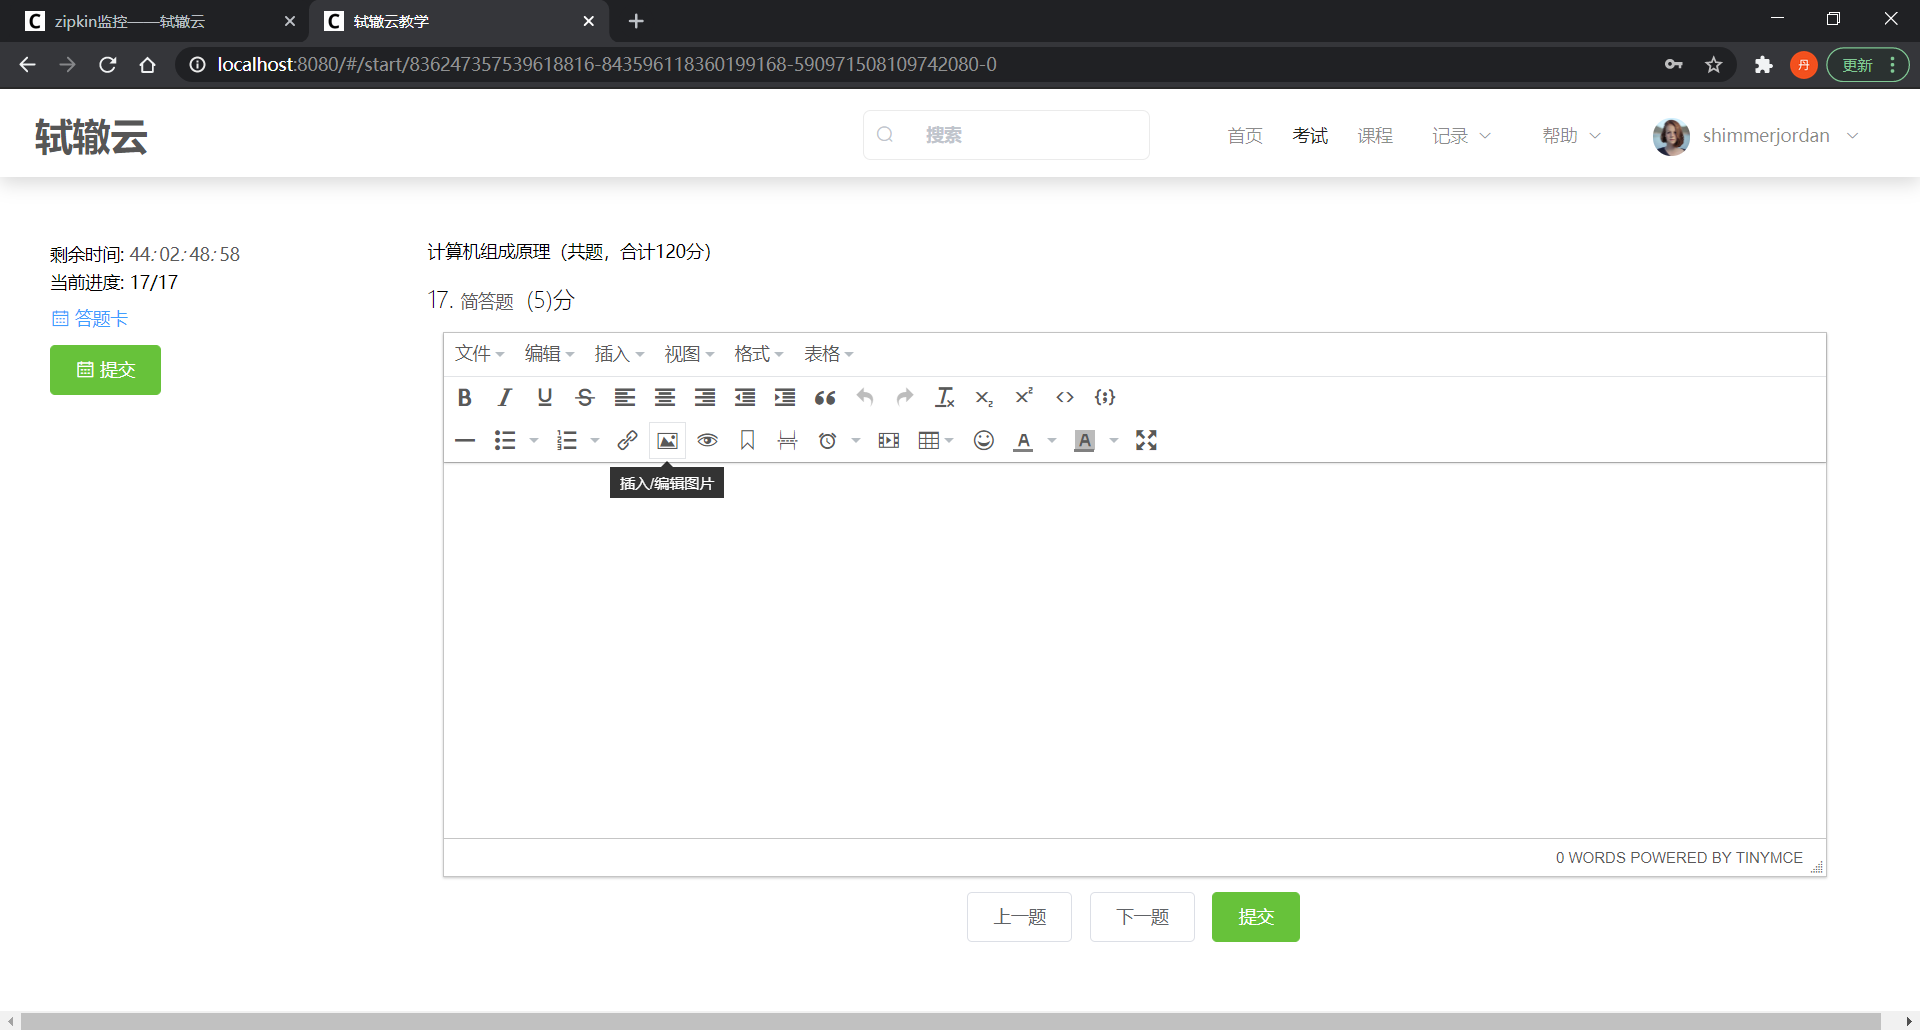 zipkin监控——轼辙云
轼辙云教学
localhost:8080/#/start/836247357539618816-843596118360199168-590971508109742080-0
丹
更新
轼辙云
搜索
首页
考试
课程
记录
帮助
shimmerjordan
剩余时间: 44:02:48:58
当前进度: 17/17
答题卡
提交
计算机组成原理（共题，合计120分）
17. 简答题 (5)分
文件 编辑 插入 视图 格式 表格
插入/编辑图片
0 WORDS POWERED BY TINYMCE
上一题 下一题 提交